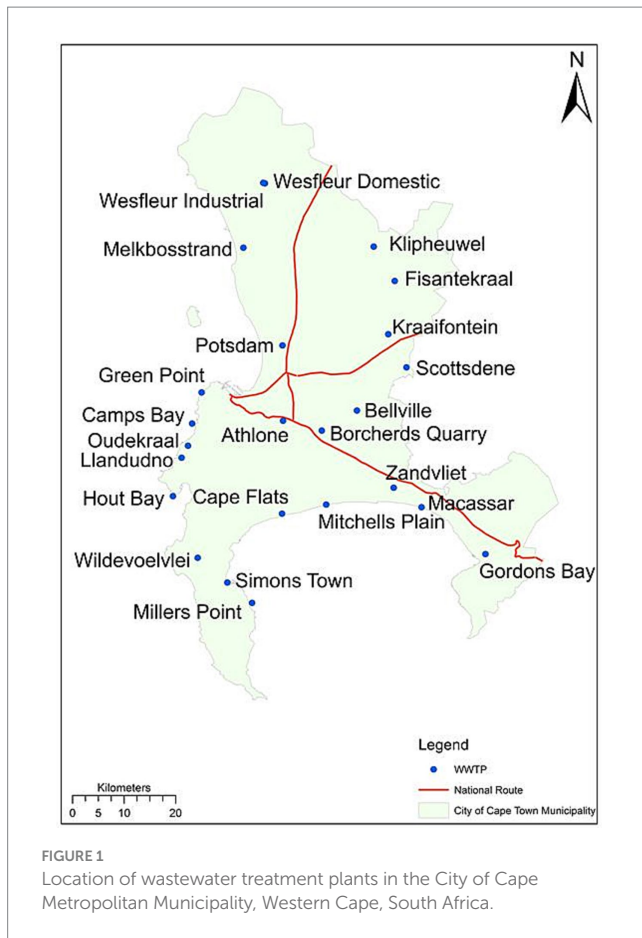 N
Wesfleur Domestic
Wesfleur Industrial
Melkbosstrand
Klipheuwel
Fisantekraal
Kraaifontein
Potsdam
Scottsdene
Green Point
Camps Bay
Bellville
Athlone
Borcherds Quarry
Oudekraal
Llandudno
Zandvliet
Hout Bay
Cape Flats
Macassar
Mitchells Plain
Wildevoelvlei
Gordons Bay
Simons Town
Millers Point
Legend
WWTP
National Route
City of Cape Town Municipality
Kilometers
0 5 10 20
FIGURE 1
Location of wastewater treatment plants in the City of Cape
Metropolitan Municipality, Western Cape, South Africa.